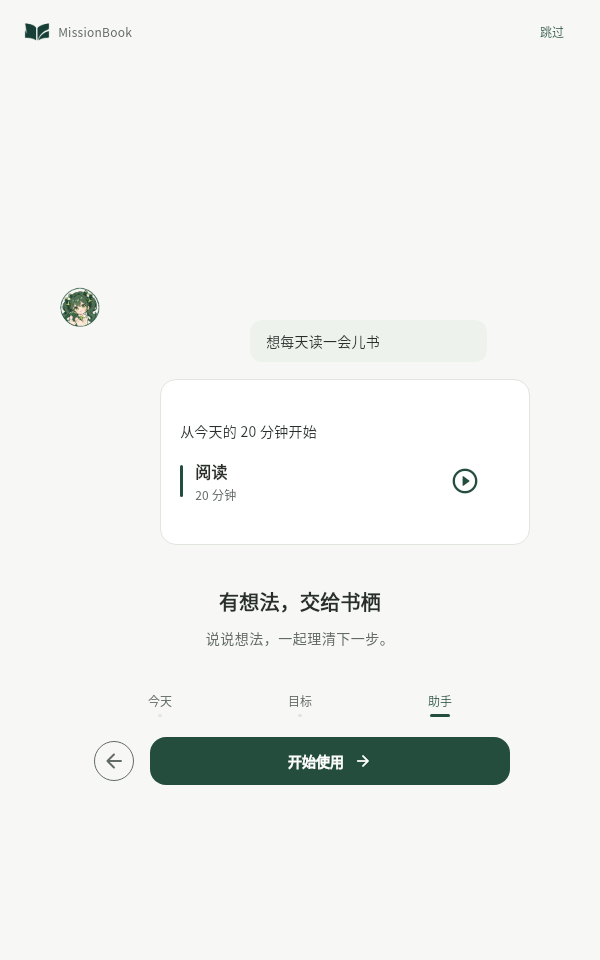 MissionBook
跳过
想每天读一会儿书
从今天的 20 分钟开始
阅读
20 分钟
有想法，交给书栖
说说想法，一起理清下一步。
今天
目标
助手
开始使用